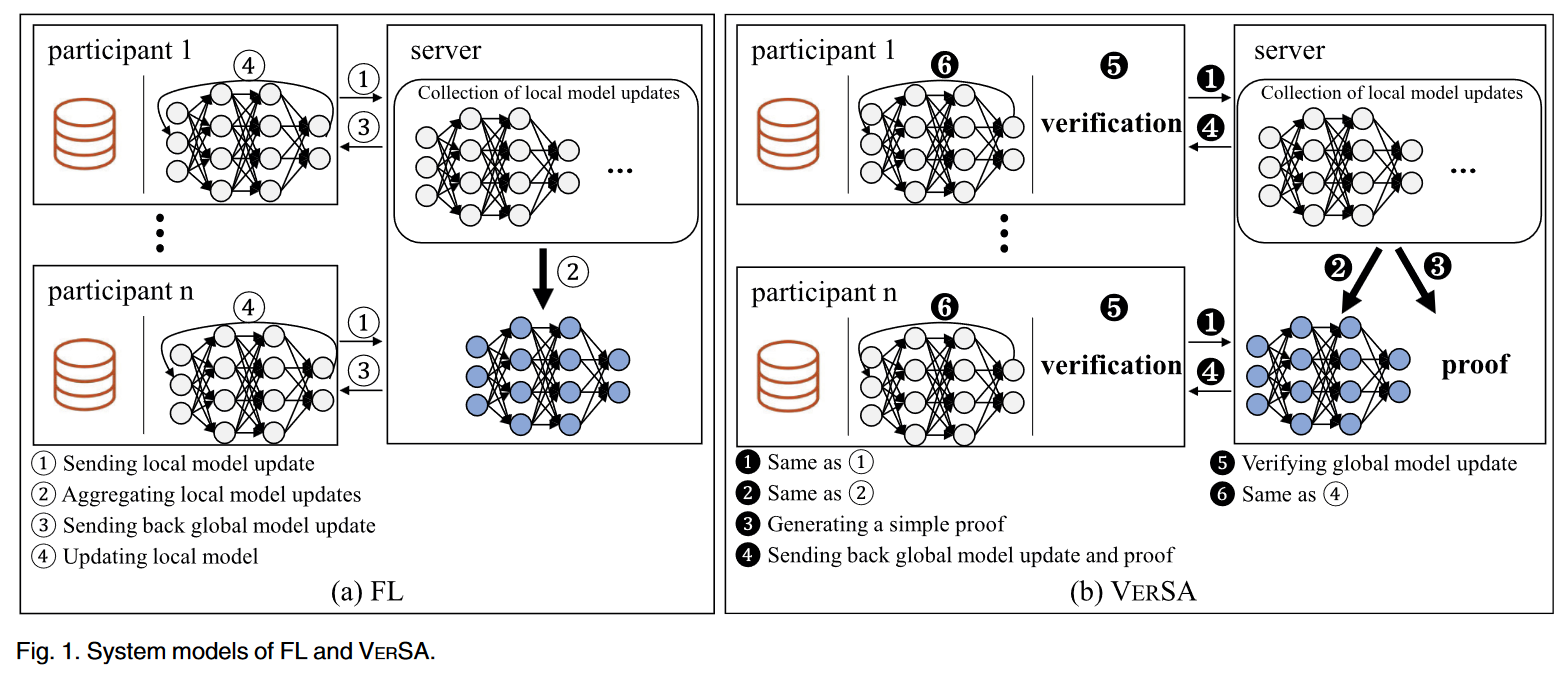 participant 1
④
①
③
server
Collection of local model updates
...
②
participant n
④
①
③
① Sending local model update
② Aggregating local model updates
③ Sending back global model update
④ Updating local model
(a) FL
participant 1
❻
❺
verification
❶
❹
server
Collection of local model updates
...
❷
❸
participant n
❻
❺
verification
❶
❹
proof
❶ Same as ①
❷ Same as ②
❸ Generating a simple proof
❹ Sending back global model update and proof
❺ Verifying global model update
❻ Same as ④
(b) VERSA
Fig. 1. System models of FL and VERSA.